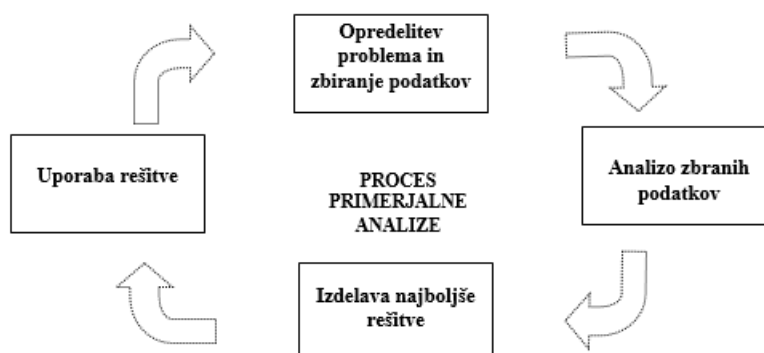 Opredelitev
problema in
zbiranje podatkov
Analizo zbranih
podatkov
Izdelava najboljše
rešitve
Uporaba rešitve
PROCES
PRIMERJALNE
ANALIZE